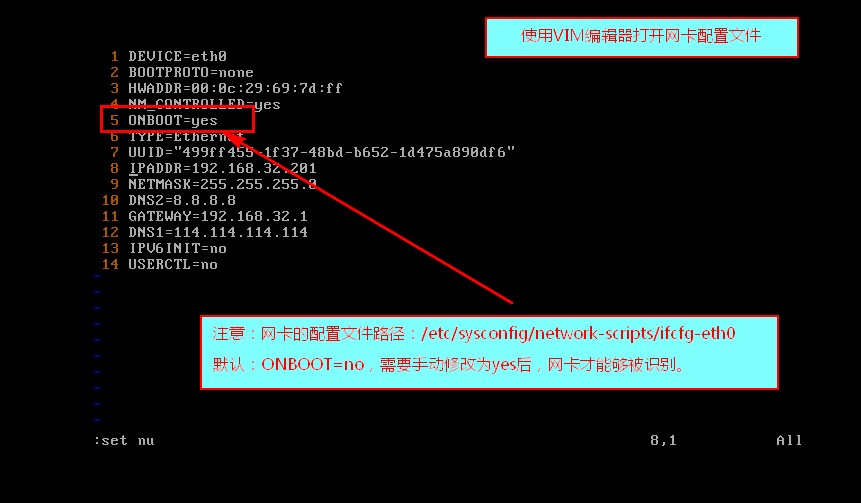 使用VIM编辑器打开网卡配置文件
1 DEVICE=eth0
2 BOOTPROTO=none
3 HWADDR=00:0c:29:69:7d:ff
4 NM_CONTROLLED=yes
5 ONBOOT=yes
6 TYPE=Ethernet
7 UUID="499ff455-1f37-48bd-b652-1d475a890df6"
8 IPADDR=192.168.32.201
9 NETMASK=255.255.255.0
10 DNS2=8.8.8.8
11 GATEWAY=192.168.32.1
12 DNS1=114.114.114.114
13 IPV6INIT=no
14 USERCTL=no
~
~
~
~
~
~
~
~
~
~
注意：网卡的配置文件路径：/etc/sysconfig/network-scripts/ifcfg-eth0
默认：ONBOOT=no，需要手动修改为yes后，网卡才能够被识别。
:set nu 8,1 All